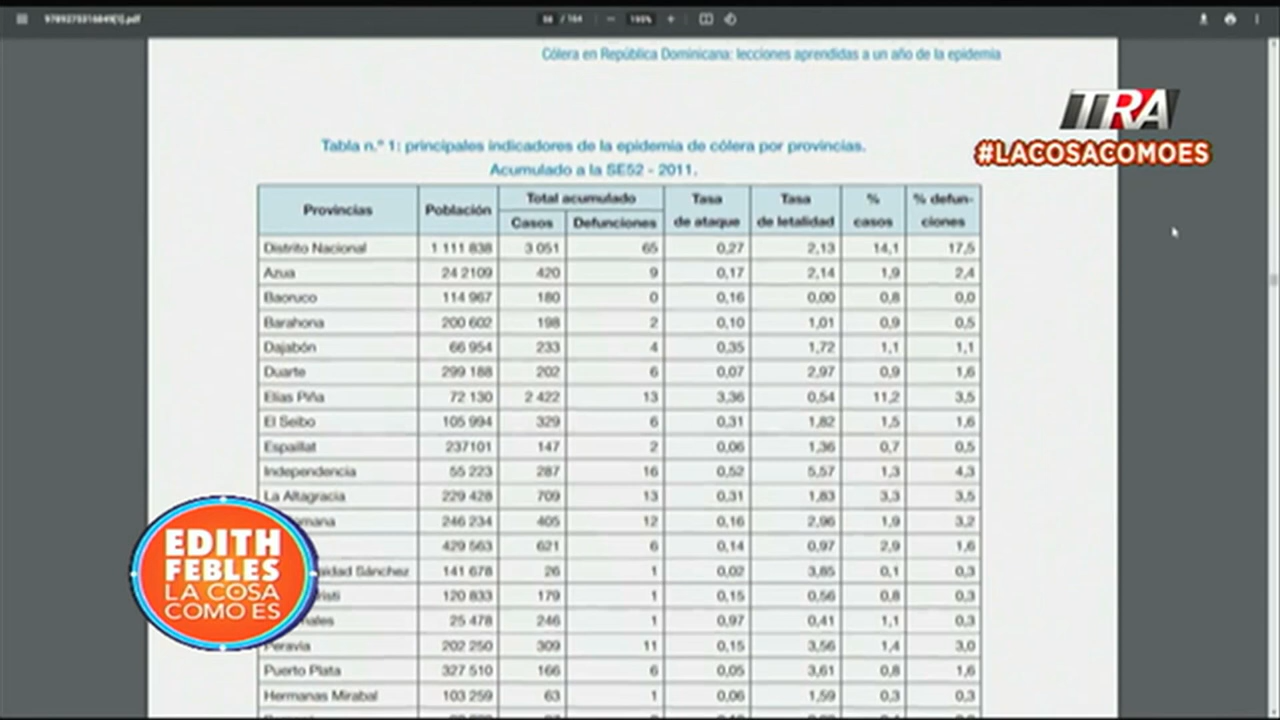 9789275316849[1].pdf
58 / 164
— 190% +
Cólera en República Dominicana: lecciones aprendidas a un año de la epidemia
TRA
#LACOSACOMOES
Tabla n.º 1: principales indicadores de la epidemia de cólera por provincias.
Acumulado a la SE52 - 2011.
Provincias Población Total acumulado Tasa de ataque Tasa de letalidad % casos % defun-ciones
Casos Defunciones
Distrito Nacional 1 111 838 3 051 65 0,27 2,13 14,1 17,5
Azua 24 2109 420 9 0,17 2,14 1,9 2,4
Baoruco 114 967 180 0 0,16 0,00 0,8 0,0
Barahona 200 602 198 2 0,10 1,01 0,9 0,5
Dajabón 66 954 233 4 0,35 1,72 1,1 1,1
Duarte 299 188 202 6 0,07 2,97 0,9 1,6
Elías Piña 72 130 2 422 13 3,36 0,54 11,2 3,5
El Seibo 105 994 329 6 0,31 1,82 1,5 1,6
Espaillat 237101 147 2 0,06 1,36 0,7 0,5
Independencia 55 223 287 16 0,52 5,57 1,3 4,3
La Altagracia 229 428 709 13 0,31 1,83 3,3 3,5
omana 246 234 405 12 0,16 2,96 1,9 3,2
429 563 621 6 0,14 0,97 2,9 1,6
idad Sánchez 141 678 26 1 0,02 3,85 0,1 0,3
risti 120 833 179 1 0,15 0,56 0,8 0,3
nales 25 478 246 1 0,97 0,41 1,1 0,3
Peravia 202 250 309 11 0,15 3,56 1,4 3,0
Puerto Plata 327 510 166 6 0,05 3,61 0,8 1,6
Hermanas Mirabal 103 259 63 1 0,06 1,59 0,3 0,3
EDITH
FEBLES
LA COSA
COMO ES